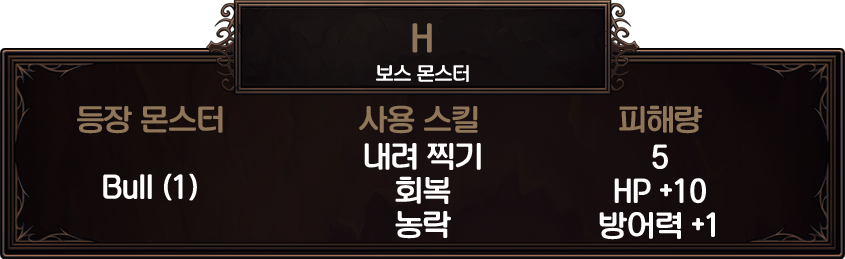 H
보스 몬스터
등장 몬스터 사용 스킬 피해량
내려 찍기 5
Bull (1) 회복 HP +10
농락 방어력 +1